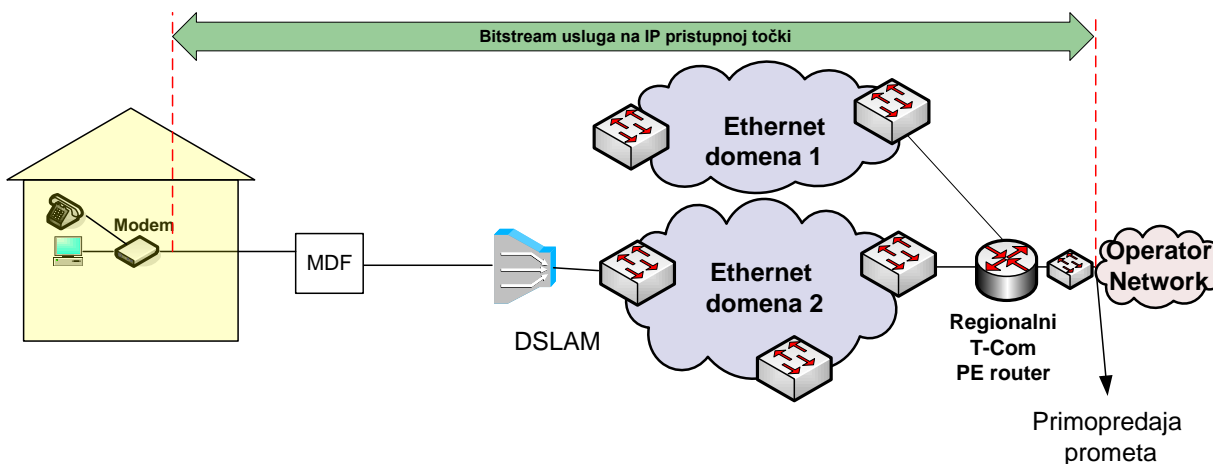 Bitstream usluga na IP pristupnoj točki
Ethernet
domena 1
Modem
MDF
DSLAM
Ethernet
domena 2
Regionalni
T-Com
PE router
Operator
Network
Primopredaja
prometa